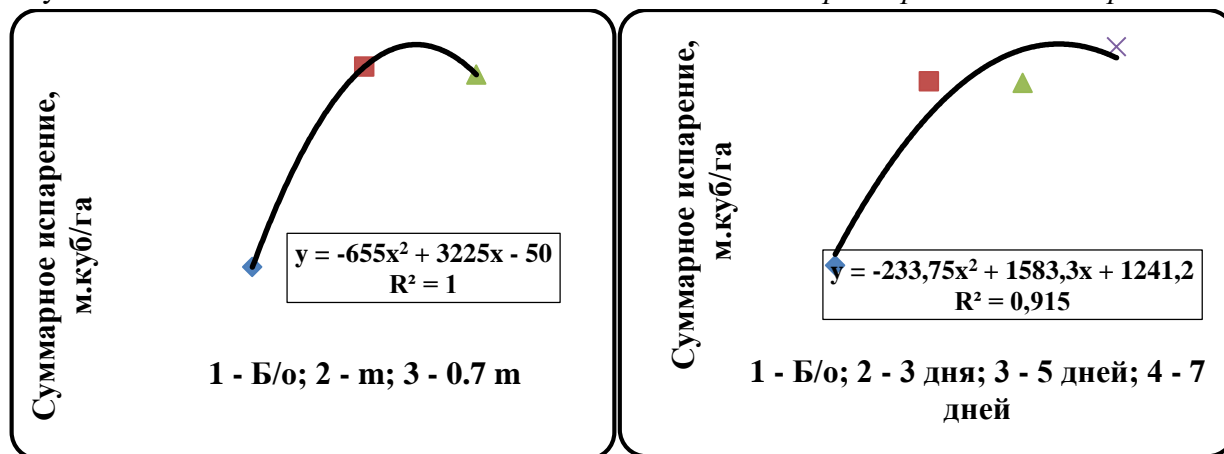 Суммарное испарение,
м.куб/га
y = -655x² + 3225x - 50
R² = 1
1 - Б/о; 2 - m; 3 - 0.7 m
Суммарное испарение,
м.куб/га
y = -233,75x² + 1583,3x + 1241,2
R² = 0,915
1 - Б/о; 2 - 3 дня; 3 - 5 дней; 4 - 7
дней